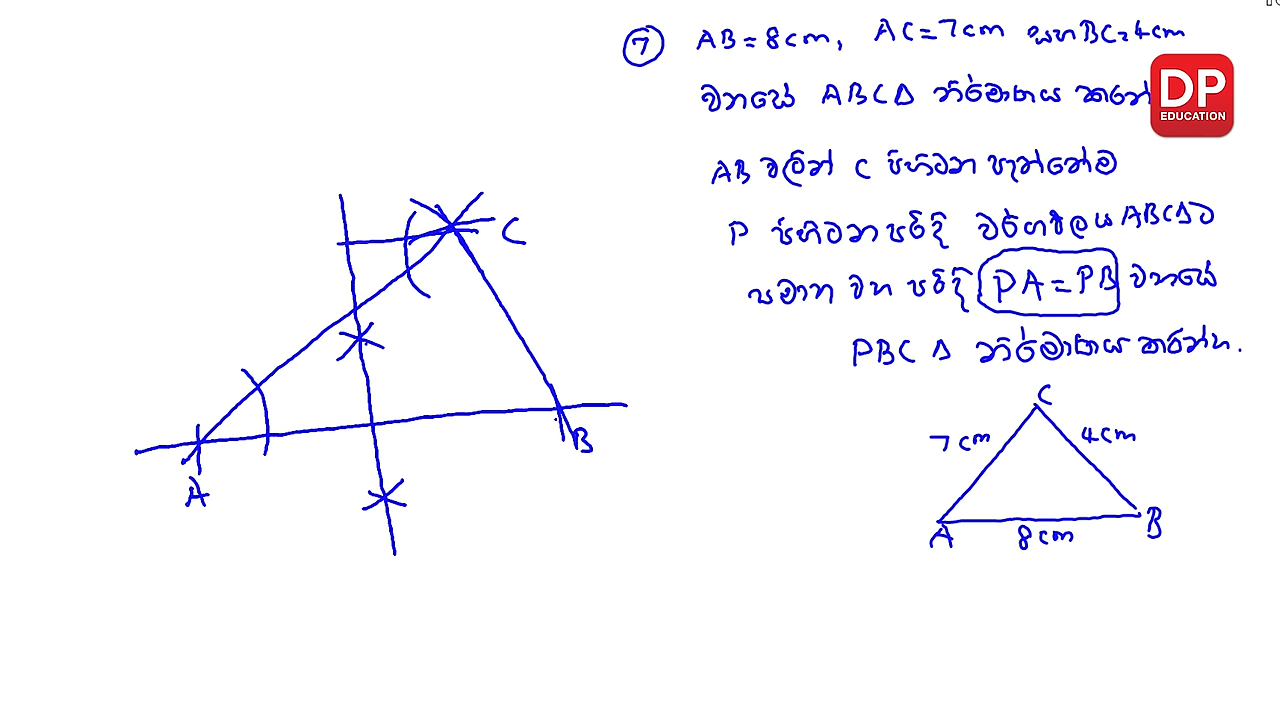 7 AB = 8cm, AC = 7cm සහ BC = 4cm
වනසේ ABC∆ නිර්මාණය කරන්
AB වලින් C පිහිටන පැත්තේම
P පිහිටන පරිදි වර්ගඵලය ABC∆ට
සමාන වන පරිදි PA = PB වනසේ
PBC ∆ නිර්මාණය කරන්න.
DP
EDUCATION
C
A
B
C
7cm
4cm
A
8cm
B